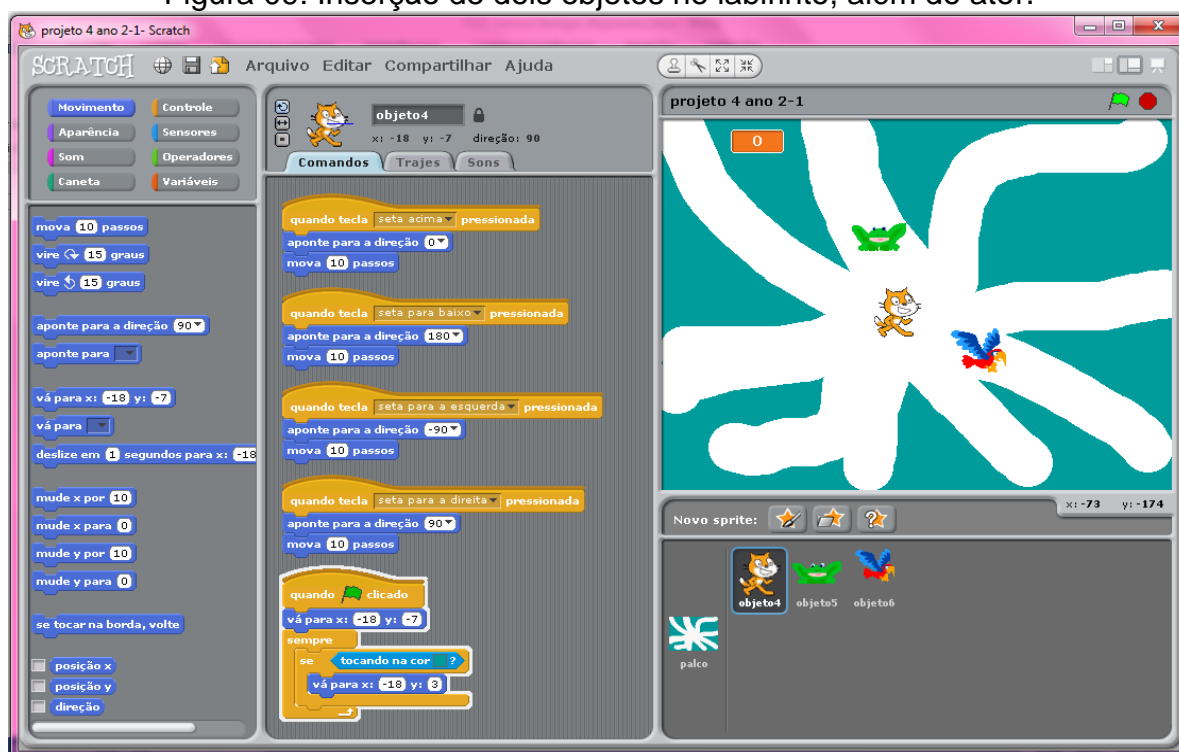 Figura 09: Inserção de dois objetos no labirinto, além do ator.
projeto 4 ano 2-1- Scratch
SCRATCH Arquivo Editar Compartilhar Ajuda
Movimento Controle
Aparência Sensores
Som Operadores
Caneta Variáveis
mova 10 passos
vire 15 graus
vire 15 graus
aponte para a direção 90
aponte para
vá para x: -18 y: -7
vá para
deslize em 1 segundos para x: -18
mude x por 10
mude x para 0
mude y por 10
mude y para 0
se tocar na borda, volte
posição x
posição y
direção
objeto4
x: -18 y: -7 direção: 90
Comandos Trajes Sons
quando tecla seta acima pressionada
aponte para a direção 0
mova 10 passos
quando tecla seta para baixo pressionada
aponte para a direção 180
mova 10 passos
quando tecla seta para a esquerda pressionada
aponte para a direção -90
mova 10 passos
quando tecla seta para a direita pressionada
aponte para a direção 90
mova 10 passos
quando clicado
vá para x: -18 y: -7
sempre
se tocando na cor ?
vá para x: -18 y: 3
projeto 4 ano 2-1
0
x: -73 y: -174
Novo sprite:
objeto4 objeto5 objeto6
palco